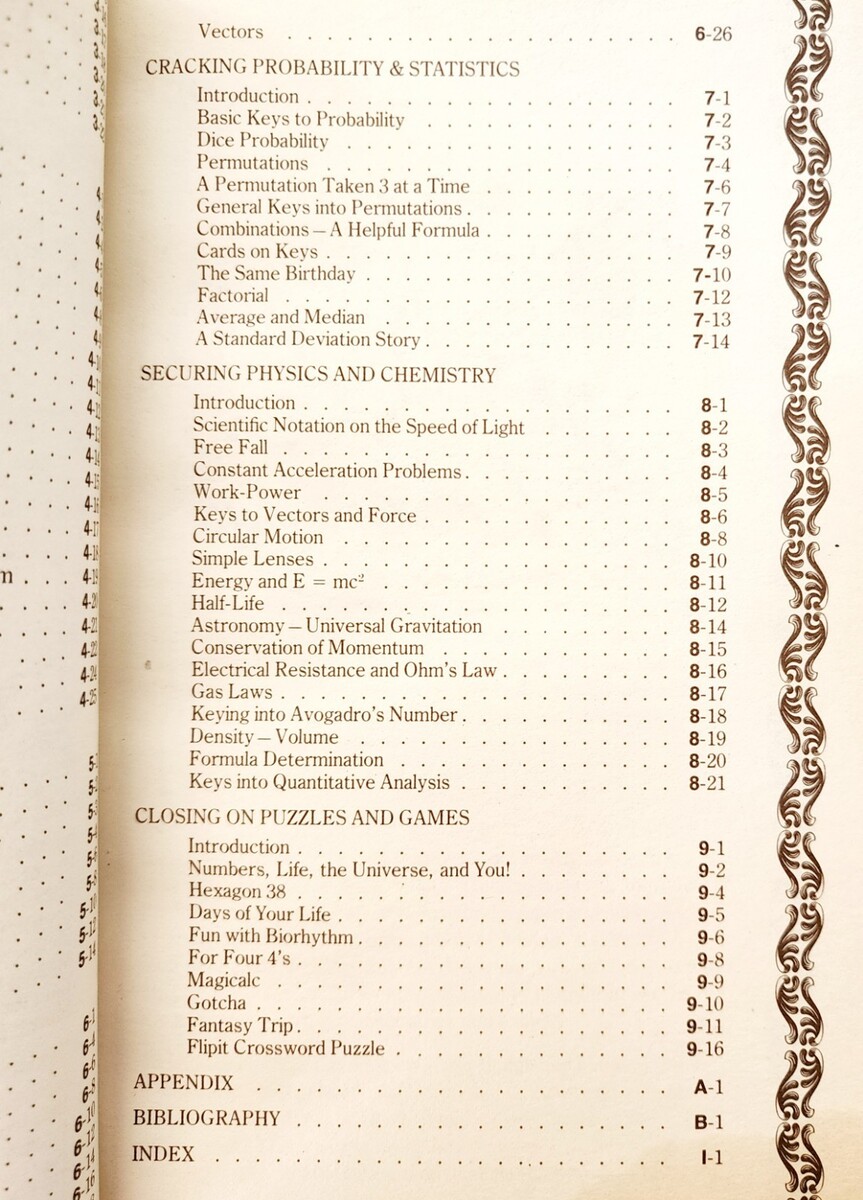 Vectors . . . . . . . . . . . . . . . . . . 6-26
CRACKING PROBABILITY & STATISTICS
Introduction . . . . . . . . . . . . . . . . . 7-1
Basic Keys to Probability . . . . . . . . . . . . 7-2
Dice Probability . . . . . . . . . . . . . . . 7-3
Permutations . . . . . . . . . . . . . . . . 7-4
A Permutation Taken 3 at a Time . . . . . . . . . 7-6
General Keys into Permutations . . . . . . . . . . 7-7
Combinations – A Helpful Formula . . . . . . . . . 7-8
Cards on Keys . . . . . . . . . . . . . . . . 7-9
The Same Birthday . . . . . . . . . . . . . . 7-10
Factorial . . . . . . . . . . . . . . . . . . 7-12
Average and Median . . . . . . . . . . . . . 7-13
A Standard Deviation Story . . . . . . . . . . . 7-14
SECURING PHYSICS AND CHEMISTRY
Introduction . . . . . . . . . . . . . . . . . 8-1
Scientific Notation on the Speed of Light . . . . . . . 8-2
Free Fall . . . . . . . . . . . . . . . . . . 8-3
Constant Acceleration Problems . . . . . . . . . . 8-4
Work-Power . . . . . . . . . . . . . . . . 8-5
Keys to Vectors and Force . . . . . . . . . . . . 8-6
Circular Motion . . . . . . . . . . . . . . . 8-8
Simple Lenses . . . . . . . . . . . . . . . . 8-10
Energy and E = mc² . . . . . . . . . . . . . 8-11
Half-Life . . . . . . . . . . . . . . . . . . 8-12
Astronomy – Universal Gravitation . . . . . . . . . 8-14
Conservation of Momentum . . . . . . . . . . . 8-15
Electrical Resistance and Ohm's Law . . . . . . . . 8-16
Gas Laws . . . . . . . . . . . . . . . . . . 8-17
Keying into Avogadro's Number . . . . . . . . . . 8-18
Density – Volume . . . . . . . . . . . . . . 8-19
Formula Determination . . . . . . . . . . . . . 8-20
Keys into Quantitative Analysis . . . . . . . . . . 8-21
CLOSING ON PUZZLES AND GAMES
Introduction . . . . . . . . . . . . . . . . . 9-1
Numbers, Life, the Universe, and You! . . . . . . . . 9-2
Hexagon 38 . . . . . . . . . . . . . . . . . 9-4
Days of Your Life . . . . . . . . . . . . . . . 9-5
Fun with Biorhythm . . . . . . . . . . . . . . 9-6
For Four 4's . . . . . . . . . . . . . . . . . 9-8
Magicalc . . . . . . . . . . . . . . . . . . 9-9
Gotcha . . . . . . . . . . . . . . . . . . . 9-10
Fantasy Trip . . . . . . . . . . . . . . . . . 9-11
Flipit Crossword Puzzle . . . . . . . . . . . . . 9-16
APPENDIX . . . . . . . . . . . . . . . . . . A-1
BIBLIOGRAPHY . . . . . . . . . . . . . . . . B-1
INDEX . . . . . . . . . . . . . . . . . . . . I-1